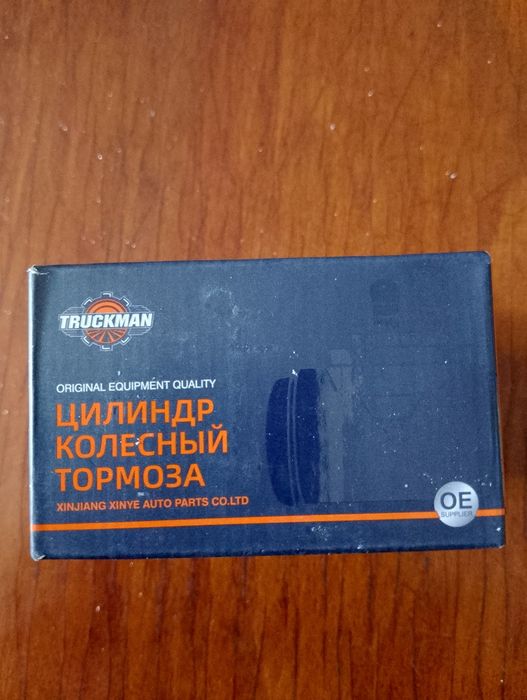 TRUCKMAN
ORIGINAL EQUIPMENT QUALITY
ЦИЛИНДР
КОЛЕСНЫЙ
ТОРМОЗА
XINJIANG XINYE AUTO PARTS CO.LTD
OE
SUPPLIER